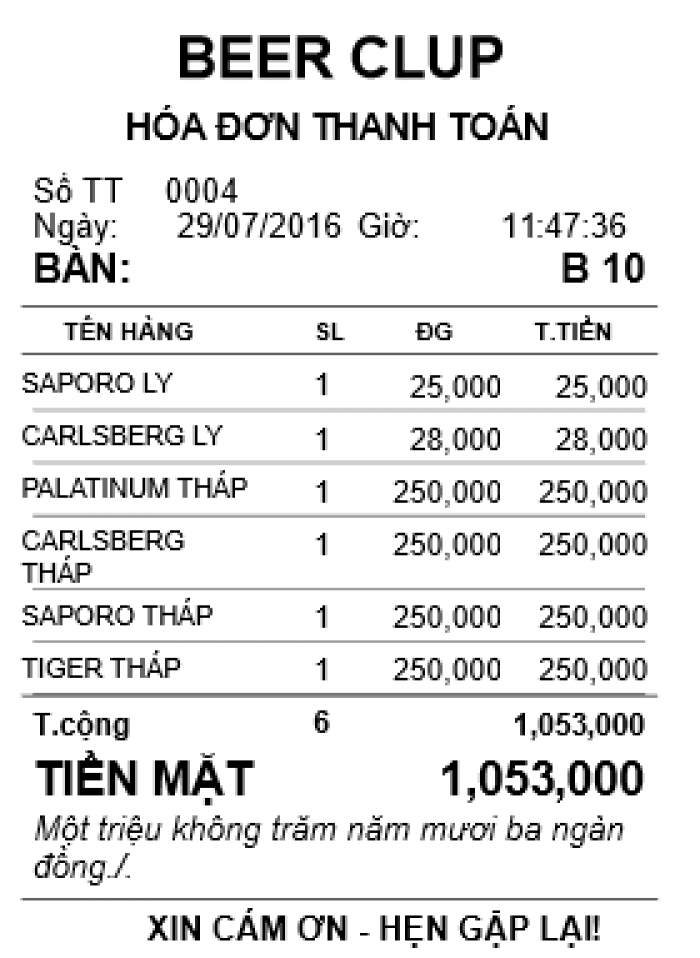 BEER CLUP
HÓA ĐƠN THANH TOÁN
Số TT 0004
Ngày: 29/07/2016 Giờ: 11:47:36
BÀN: B 10
TÊN HÀNG SL ĐG T.TIỀN
SAPORO LY 1 25,000 25,000
CARLSBERG LY 1 28,000 28,000
PALATINUM THÁP 1 250,000 250,000
CARLSBERG 1 250,000 250,000
THÁP
SAPORO THÁP 1 250,000 250,000
TIGER THÁP 1 250,000 250,000
T.cộng 6 1,053,000
TIỀN MẶT 1,053,000
Một triệu không trăm năm mươi ba ngàn
đồng./.
XIN CÁM ƠN - HẸN GẶP LẠI!